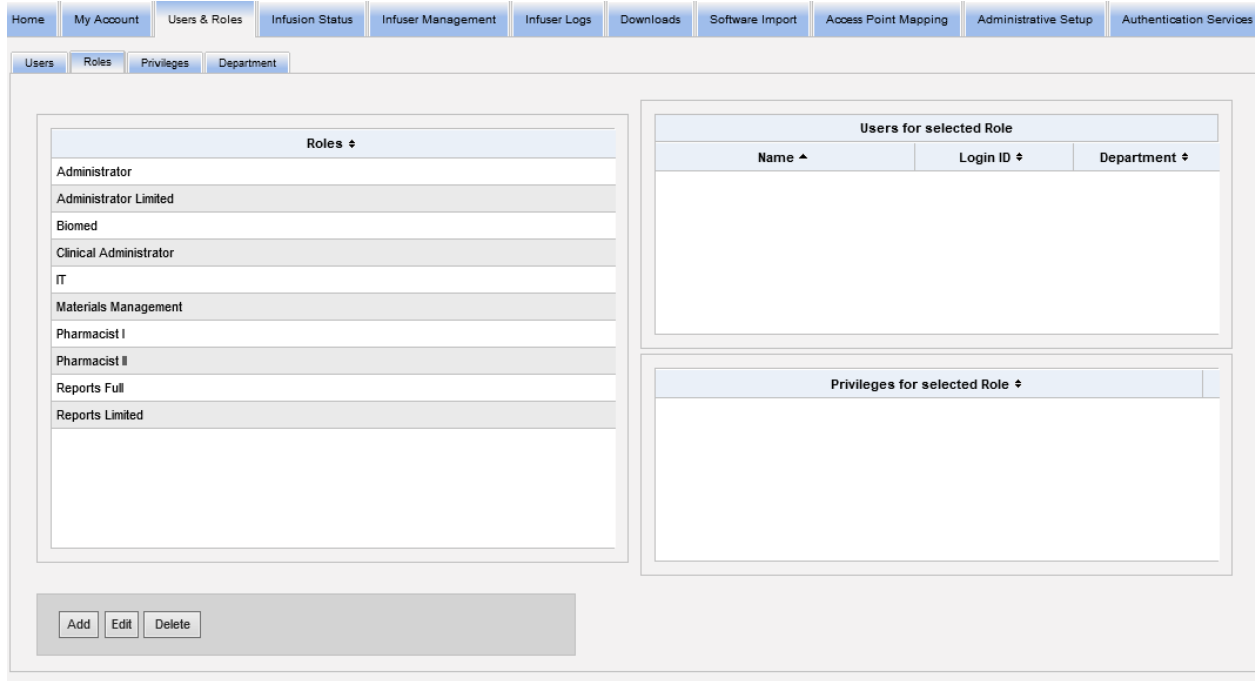 Home My Account Users & Roles Infusion Status Infuser Management Infuser Logs Downloads Software Import Access Point Mapping Administrative Setup Authentication Services
Users Roles Privileges Department
Roles
Administrator
Administrator Limited
Biomed
Clinical Administrator
IT
Materials Management
Pharmacist I
Pharmacist II
Reports Full
Reports Limited
Users for selected Role
Name Login ID Department
Privileges for selected Role
Add Edit Delete